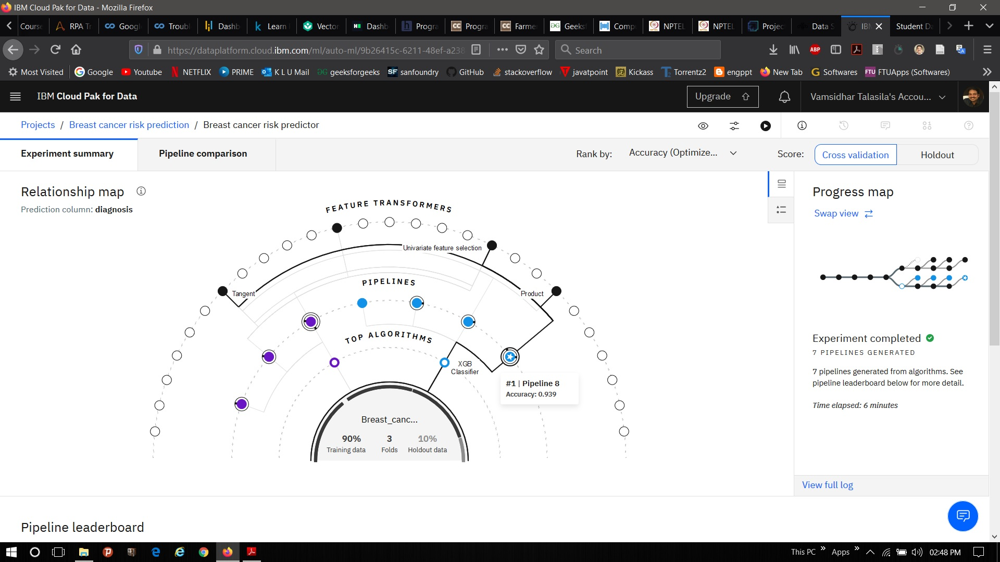 IBM Cloud Pak for Data - Mozilla Firefox
Course RPA Tr Googl Troubl Dashb Learn Vector Dashb Progra Progra Farme Geeks Comp NPTEL NPTEL Projec Data S IBM Student Da
https://dataplatform.cloud.ibm.com/ml/auto-ml/9b26415c-6211-48ef-a238 Search
Most Visited Google Youtube NETFLIX PRIME K L U Mail geeksforgeeks sanfoundry GitHub stackoverflow javatpoint Kickass Torrentz2 engppt New Tab Softwares FTUApps (Softwares)
IBM Cloud Pak for Data Upgrade Vamsidhar Talasila's Accou...
Projects / Breast cancer risk prediction / Breast cancer risk predictor
Experiment summary Pipeline comparison Rank by: Accuracy (Optimize... Score: Cross validation Holdout
Relationship map
Prediction column: diagnosis
FEATURE TRANSFORMERS
Univariate feature selection
PIPELINES
Tangent Product
TOP ALGORITHMS
XGB
Classifier
#1 | Pipeline 8
Accuracy: 0.939
Breast_canc...
90% 3 10%
Training data Folds Holdout data
Progress map
Swap view
Experiment completed
7 PIPELINES GENERATED
7 pipelines generated from algorithms. See
pipeline leaderboard below for more detail.
Time elapsed: 6 minutes
View full log
Pipeline leaderboard
This PC Apps 02:48 PM